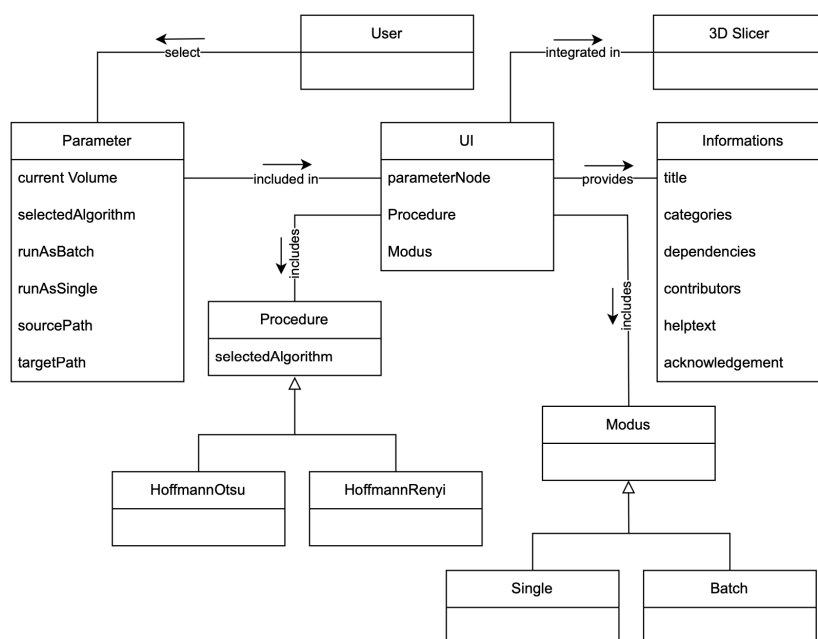 User
3D Slicer
select
integrated in
Parameter
current Volume
selectedAlgorithm
runAsBatch
runAsSingle
sourcePath
targetPath
included in
UI
parameterNode
Procedure
Modus
provides
Informations
title
categories
dependencies
contributors
helptext
acknowledgement
includes
includes
Procedure
selectedAlgorithm
HoffmannOtsu
HoffmannRenyi
Modus
Single
Batch